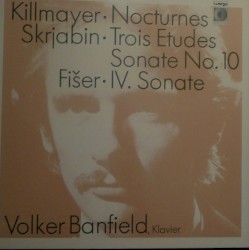 Killmayer · Nocturnes
Skrjabin · Trois Etudes
Sonate No. 10
Fišer · IV. Sonate
Volker Banfield, Klavier